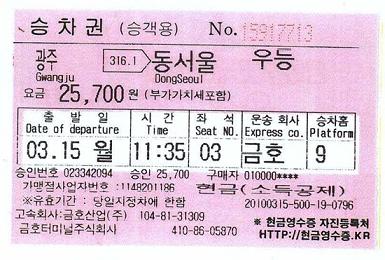 승차권 (승객용) No. 15917713
광주 316.1 동서울 우등
Gwangju DongSeoul
요금 25,700원 (부가가치세포함)
출발일 시간 좌석 운송회사 승차홈
Date of departure Time Seat NO. Express co. Platform
03.15 월 11:35 03 금호 9
승인번호 023342094 승인 25,700 구매자 010000****
가맹점사업자번호 :1148201186 현금(소득공제)
※유효기간 : 당일지정차에 한함 20100315-500-19-0796
고속회사:금호산업(주) 104-81-31309 ※ 현금영수증 자진등록처
금호터미널주식회사 410-86-05870 HTTP://현금영수증.KR